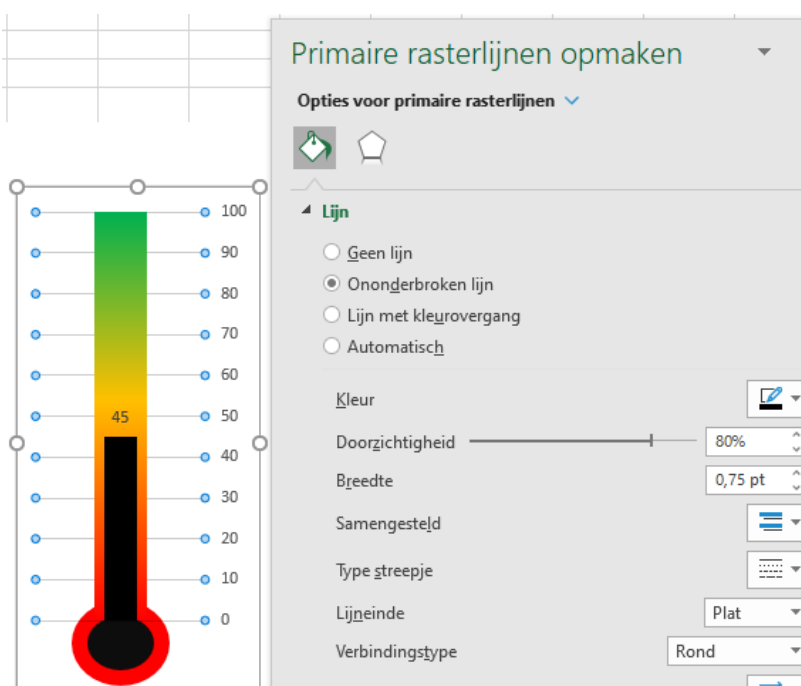 Primaire rasterlijnen opmaken
Opties voor primaire rasterlijnen
Lijn
Geen lijn
Ononderbroken lijn
Lijn met kleurovergang
Automatisch
Kleur
Doorzichtigheid 80%
Breedte 0,75 pt
Samengesteld
Type streepje
Lijneinde Plat
Verbindingstype Rond
100
90
80
70
60
50
45
40
30
20
10
0